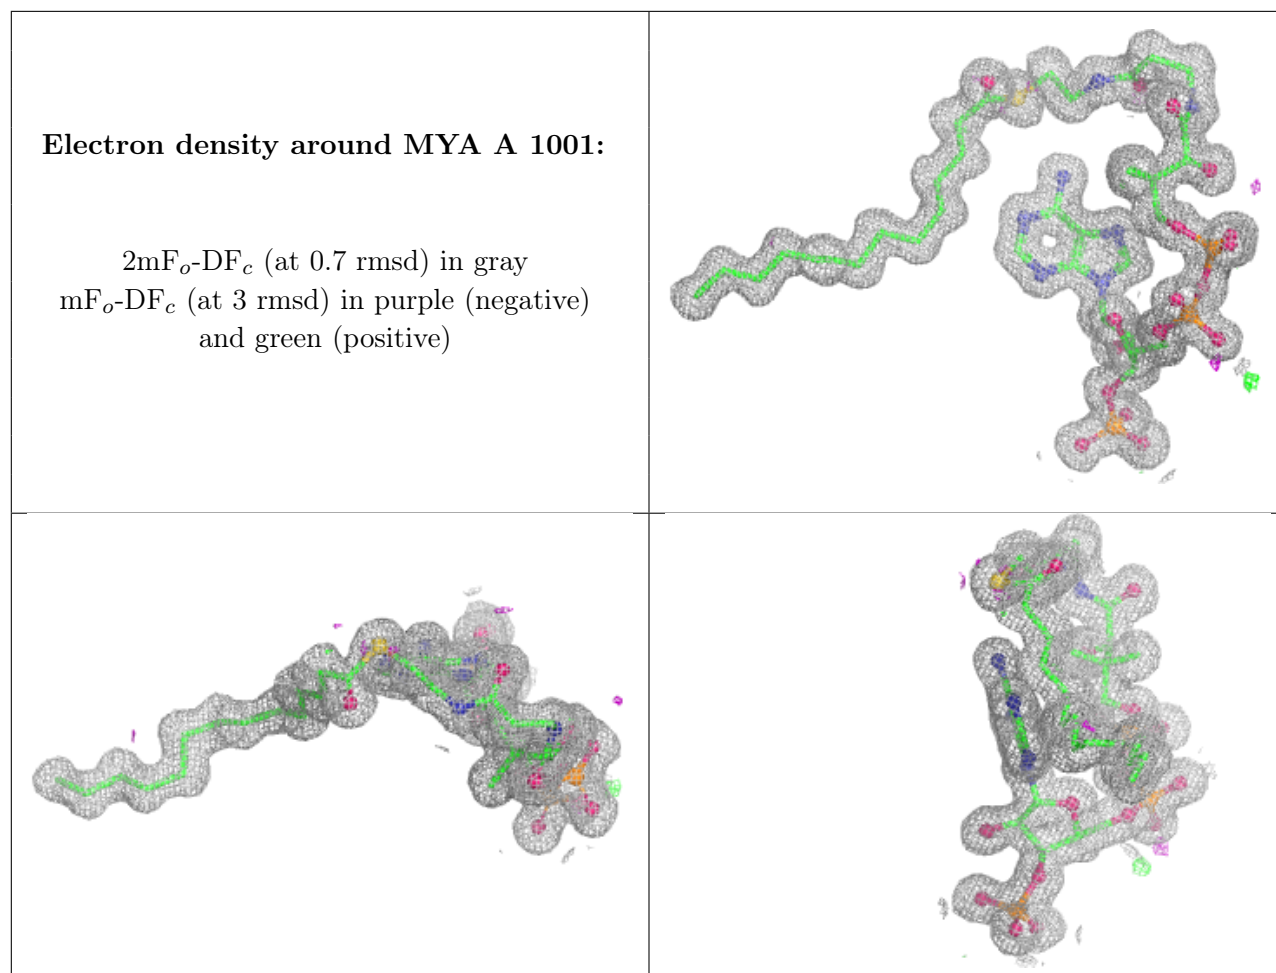 Electron density around MYA A 1001:
2mFo-DFc (at 0.7 rmsd) in gray
mFo-DFc (at 3 rmsd) in purple (negative)
and green (positive)